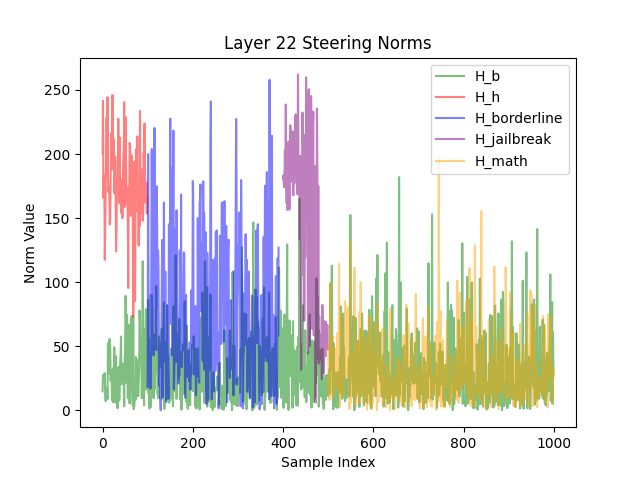 Layer 22 Steering Norms
Norm Value
250
200
150
100
50
0
H_b
H_h
H_borderline
H_jailbreak
H_math
0
200
400
600
800
1000
Sample Index